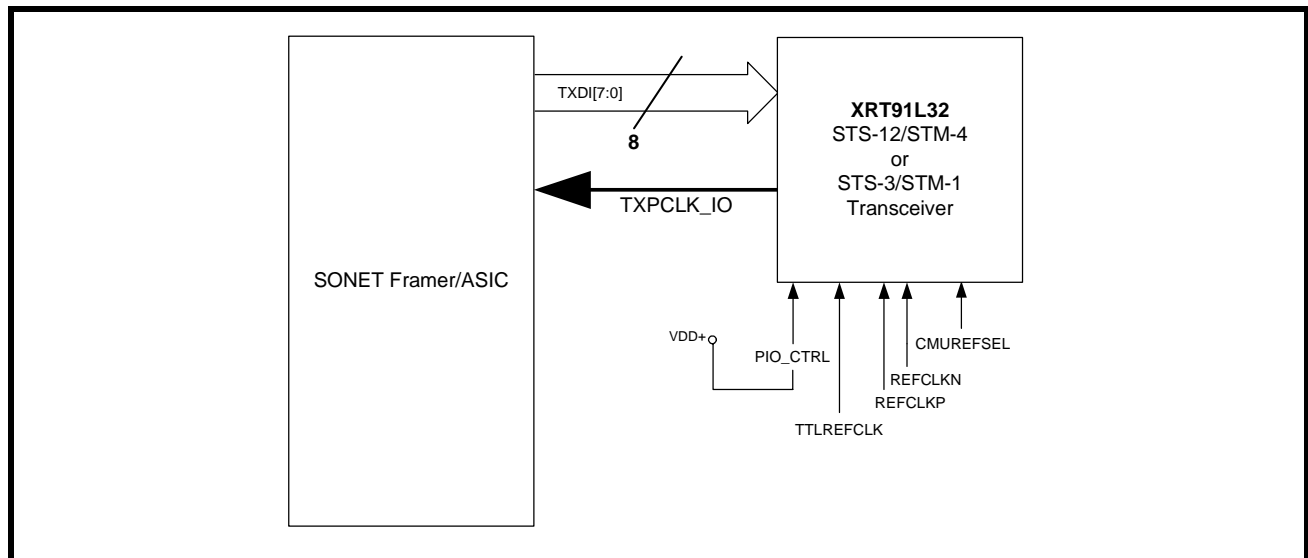 TXDI[7:0]
8
TXPCLK_IO
SONET Framer/ASIC
XRT91L32
STS-12/STM-4
or
STS-3/STM-1
Transceiver
VDD+
PIO_CTRL
CMUREFSEL
REFCLKN
REFCLKP
TTLREFCLK